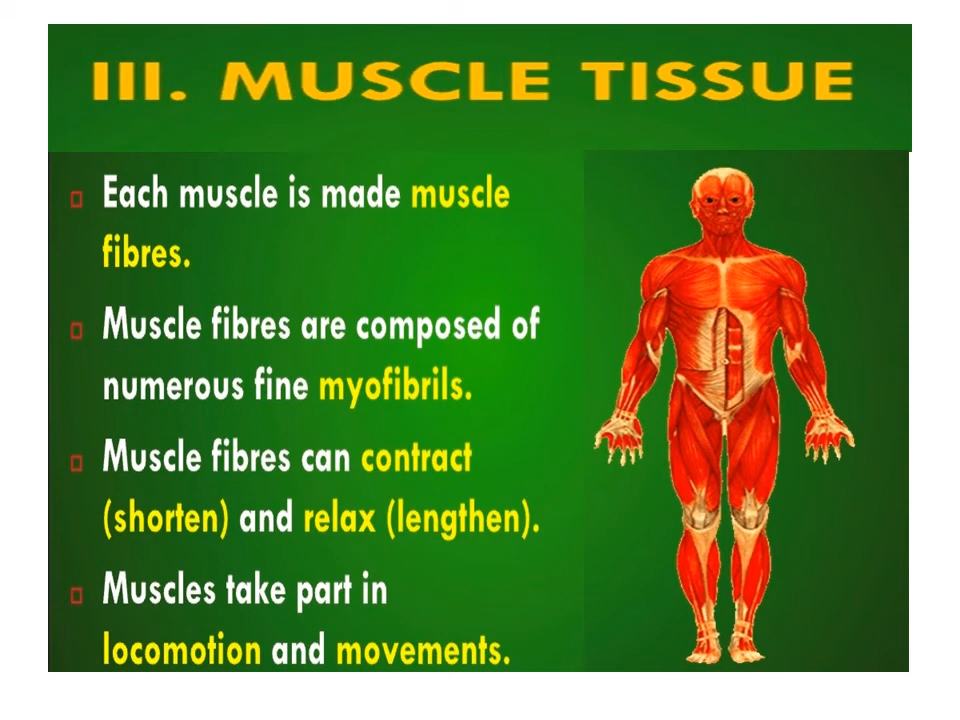 III. MUSCLE TISSUE
Each muscle is made muscle
fibres.
Muscle fibres are composed of
numerous fine myofibrils.
Muscle fibres can contract
(shorten) and relax (lengthen).
Muscles take part in
locomotion and movements.